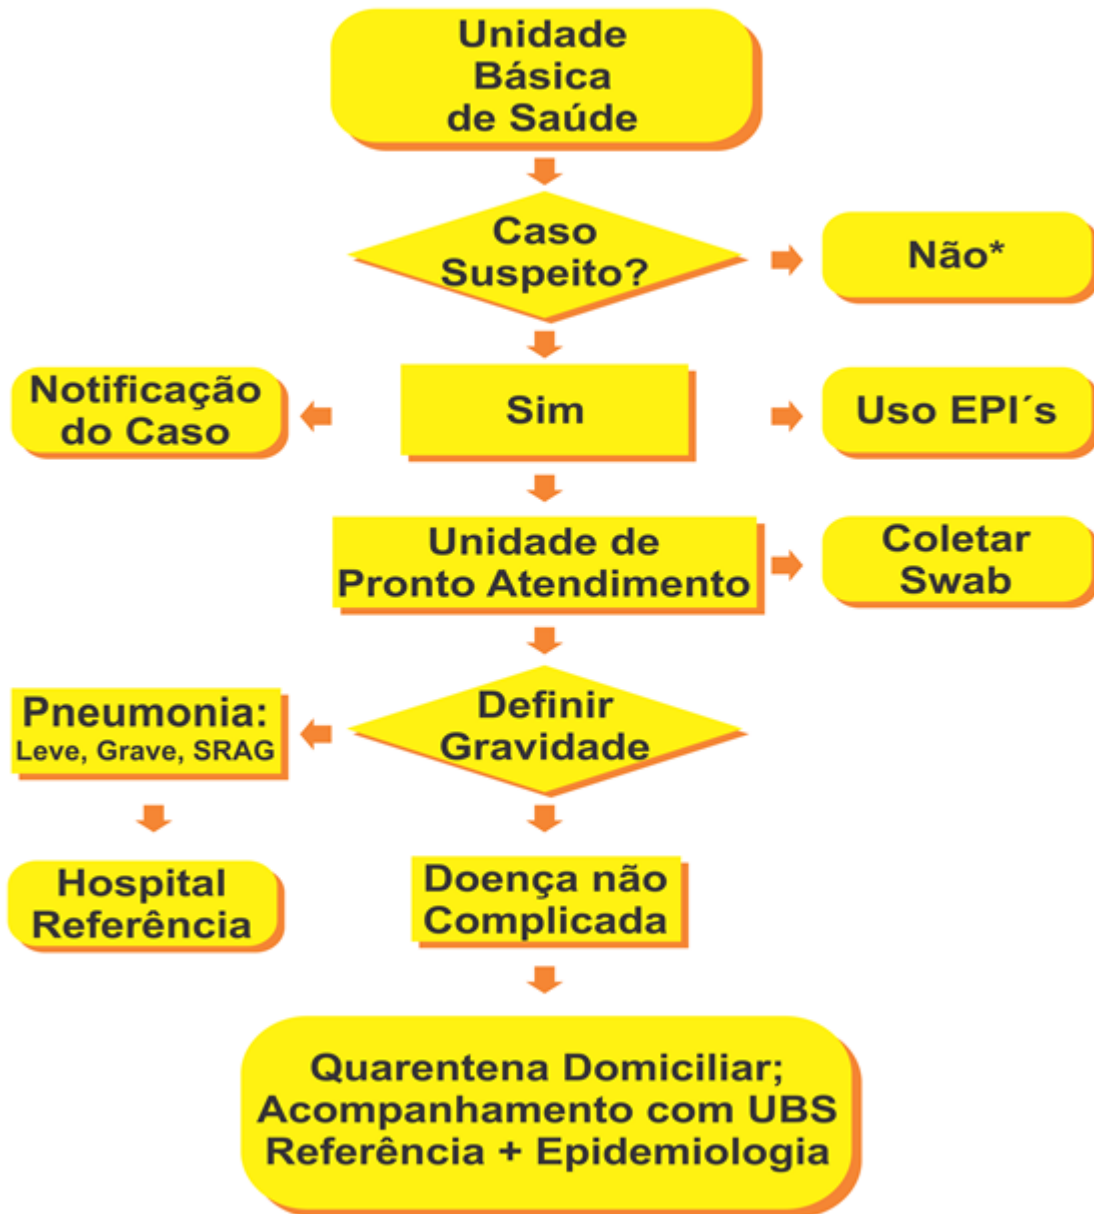 Unidade
Básica
de Saúde
Caso
Suspeito?
Não*
Notificação
do Caso
Sim
Uso EPI´s
Unidade de
Pronto Atendimento
Coletar
Swab
Pneumonia:
Leve, Grave, SRAG
Definir
Gravidade
Hospital
Referência
Doença não
Complicada
Quarentena Domiciliar;
Acompanhamento com UBS
Referência + Epidemiologia